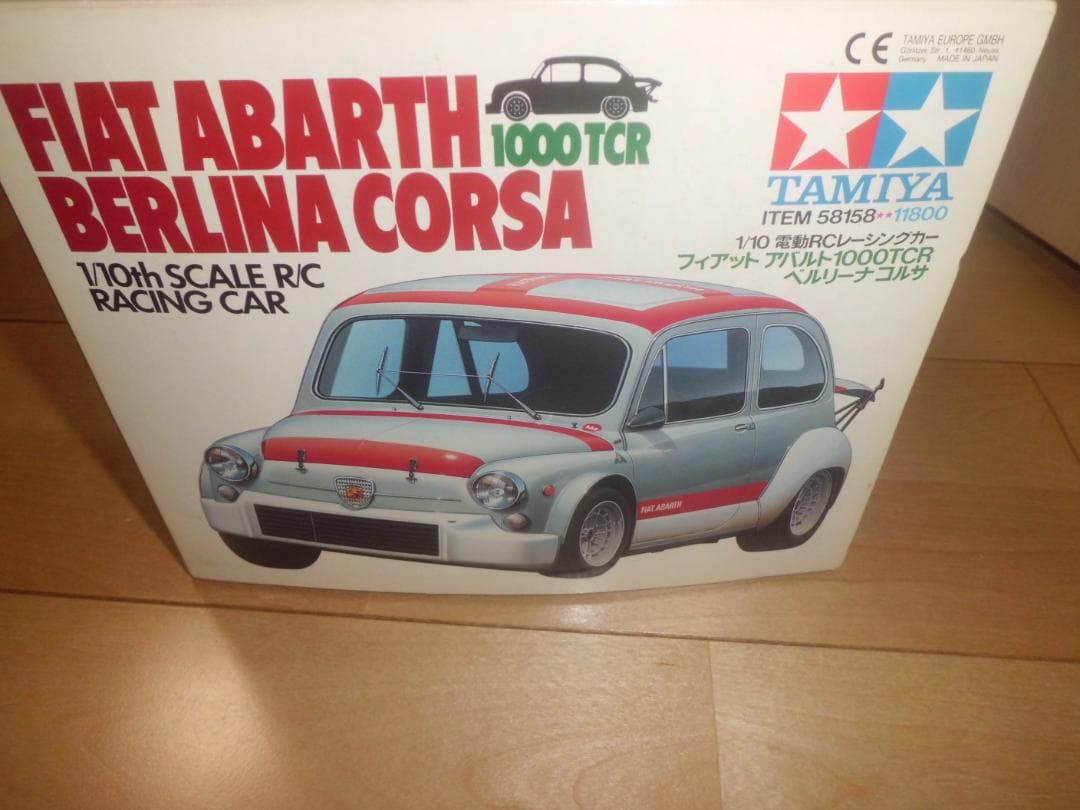 FIAT ABARTH
1000TCR
BERLINA CORSA
1/10th SCALE R/C
RACING CAR
CE
TAMIYA EUROPE GMBH
Görlitzer Str. 1, 41460 Neuss,
Germany MADE IN JAPAN
TAMIYA
ITEM 58158**11800
1/10 電動RCレーシングカー
フィアット アバルト1000TCR
ベルリーナ コルサ
FIAT ABARTH